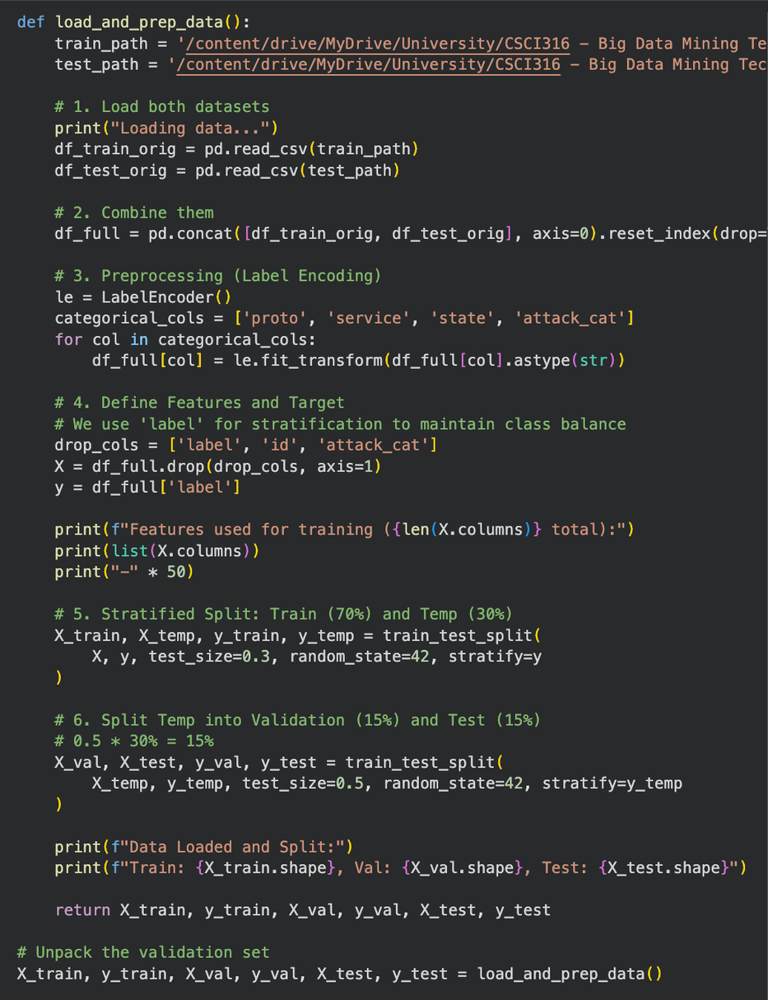 def load_and_prep_data():
    train_path = '/content/drive/MyDrive/University/CSCI316 – Big Data Mining Te
    test_path = '/content/drive/MyDrive/University/CSCI316 – Big Data Mining Tec
    # 1. Load both datasets
    print("Loading data...")
    df_train_orig = pd.read_csv(train_path)
    df_test_orig = pd.read_csv(test_path)
    # 2. Combine them
    df_full = pd.concat([df_train_orig, df_test_orig], axis=0).reset_index(drop=
    # 3. Preprocessing (Label Encoding)
    le = LabelEncoder()
    categorical_cols = ['proto', 'service', 'state', 'attack_cat']
    for col in categorical_cols:
        df_full[col] = le.fit_transform(df_full[col].astype(str))
    # 4. Define Features and Target
    # We use 'label' for stratification to maintain class balance
    drop_cols = ['label', 'id', 'attack_cat']
    X = df_full.drop(drop_cols, axis=1)
    y = df_full['label']
    print(f"Features used for training ({len(X.columns)} total):")
    print(list(X.columns))
    print("-" * 50)
    # 5. Stratified Split: Train (70%) and Temp (30%)
    X_train, X_temp, y_train, y_temp = train_test_split(
        X, y, test_size=0.3, random_state=42, stratify=y
    )
    # 6. Split Temp into Validation (15%) and Test (15%)
    # 0.5 * 30% = 15%
    X_val, X_test, y_val, y_test = train_test_split(
        X_temp, y_temp, test_size=0.5, random_state=42, stratify=y_temp
    )
    print(f"Data Loaded and Split:")
    print(f"Train: {X_train.shape}, Val: {X_val.shape}, Test: {X_test.shape}")
    return X_train, y_train, X_val, y_val, X_test, y_test
# Unpack the validation set
X_train, y_train, X_val, y_val, X_test, y_test = load_and_prep_data()